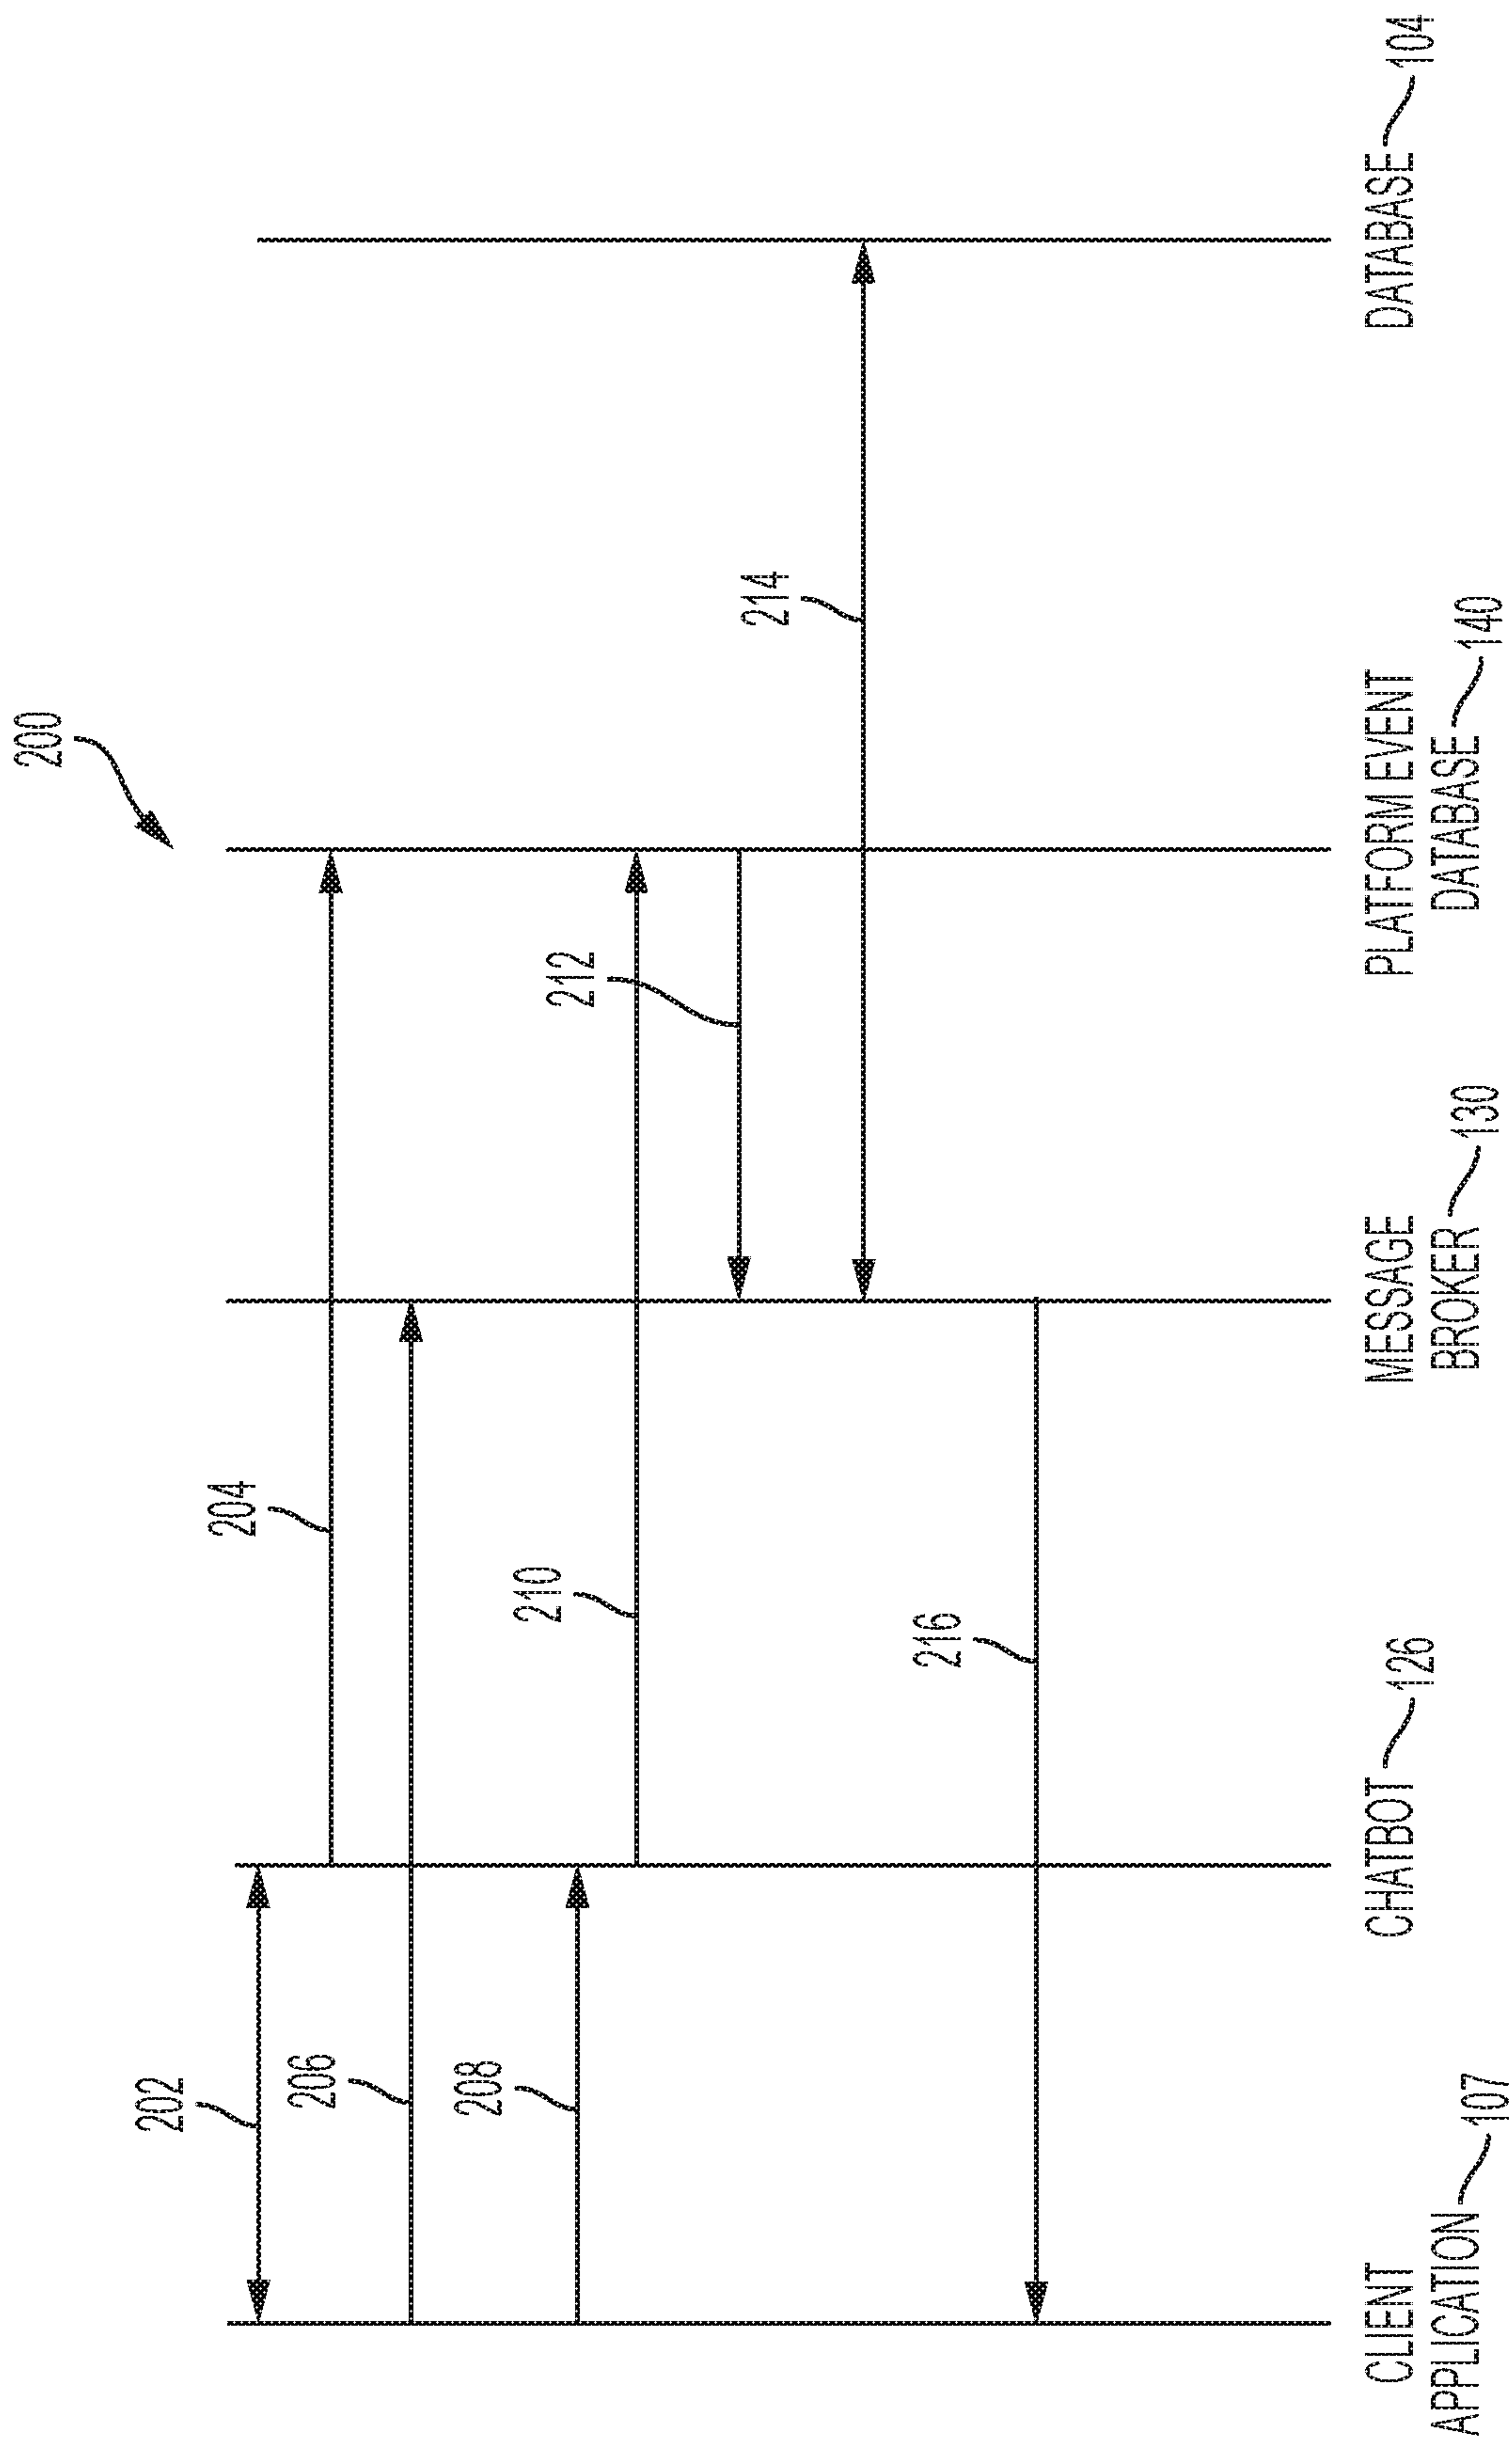 200
202
204
206
208
210
212
214
216
CLIENT
APPLICATION 107
CHATBOT 126
MESSAGE
BROKER 130
PLATFORM EVENT
DATABASE 140
DATABASE 104